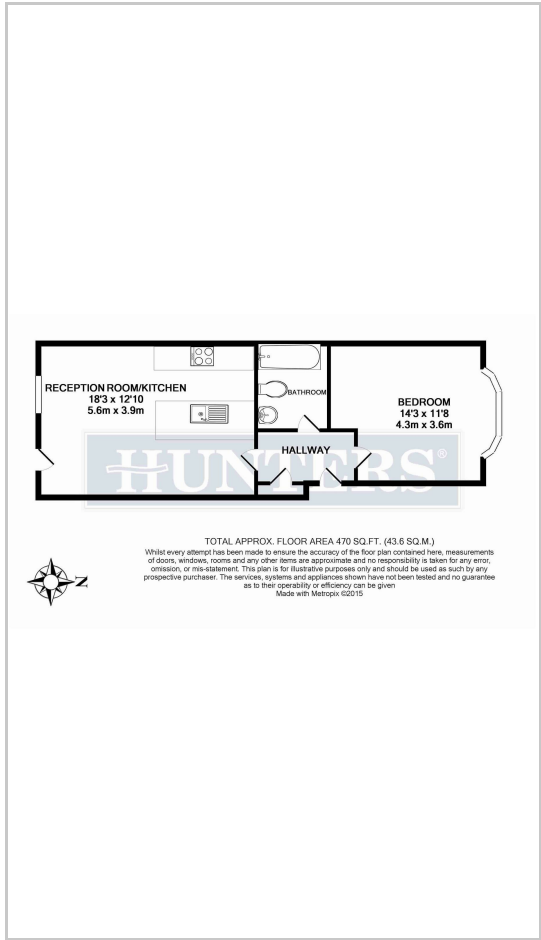 RECEPTION ROOM/KITCHEN
18'3 x 12'10
5.6m x 3.9m
BATHROOM
BEDROOM
14'3 x 11'8
4.3m x 3.6m
HALLWAY
HUNTERS®
TOTAL APPROX. FLOOR AREA 470 SQ.FT. (43.6 SQ.M.)
Whilst every attempt has been made to ensure the accuracy of the floor plan contained here, measurements
of doors, windows, rooms and any other items are approximate and no responsibility is taken for any error,
omission, or mis-statement. This plan is for illustrative purposes only and should be used as such by any
prospective purchaser. The services, systems and appliances shown have not been tested and no guarantee
as to their operability or efficiency can be given
Made with Metropix ©2015
N